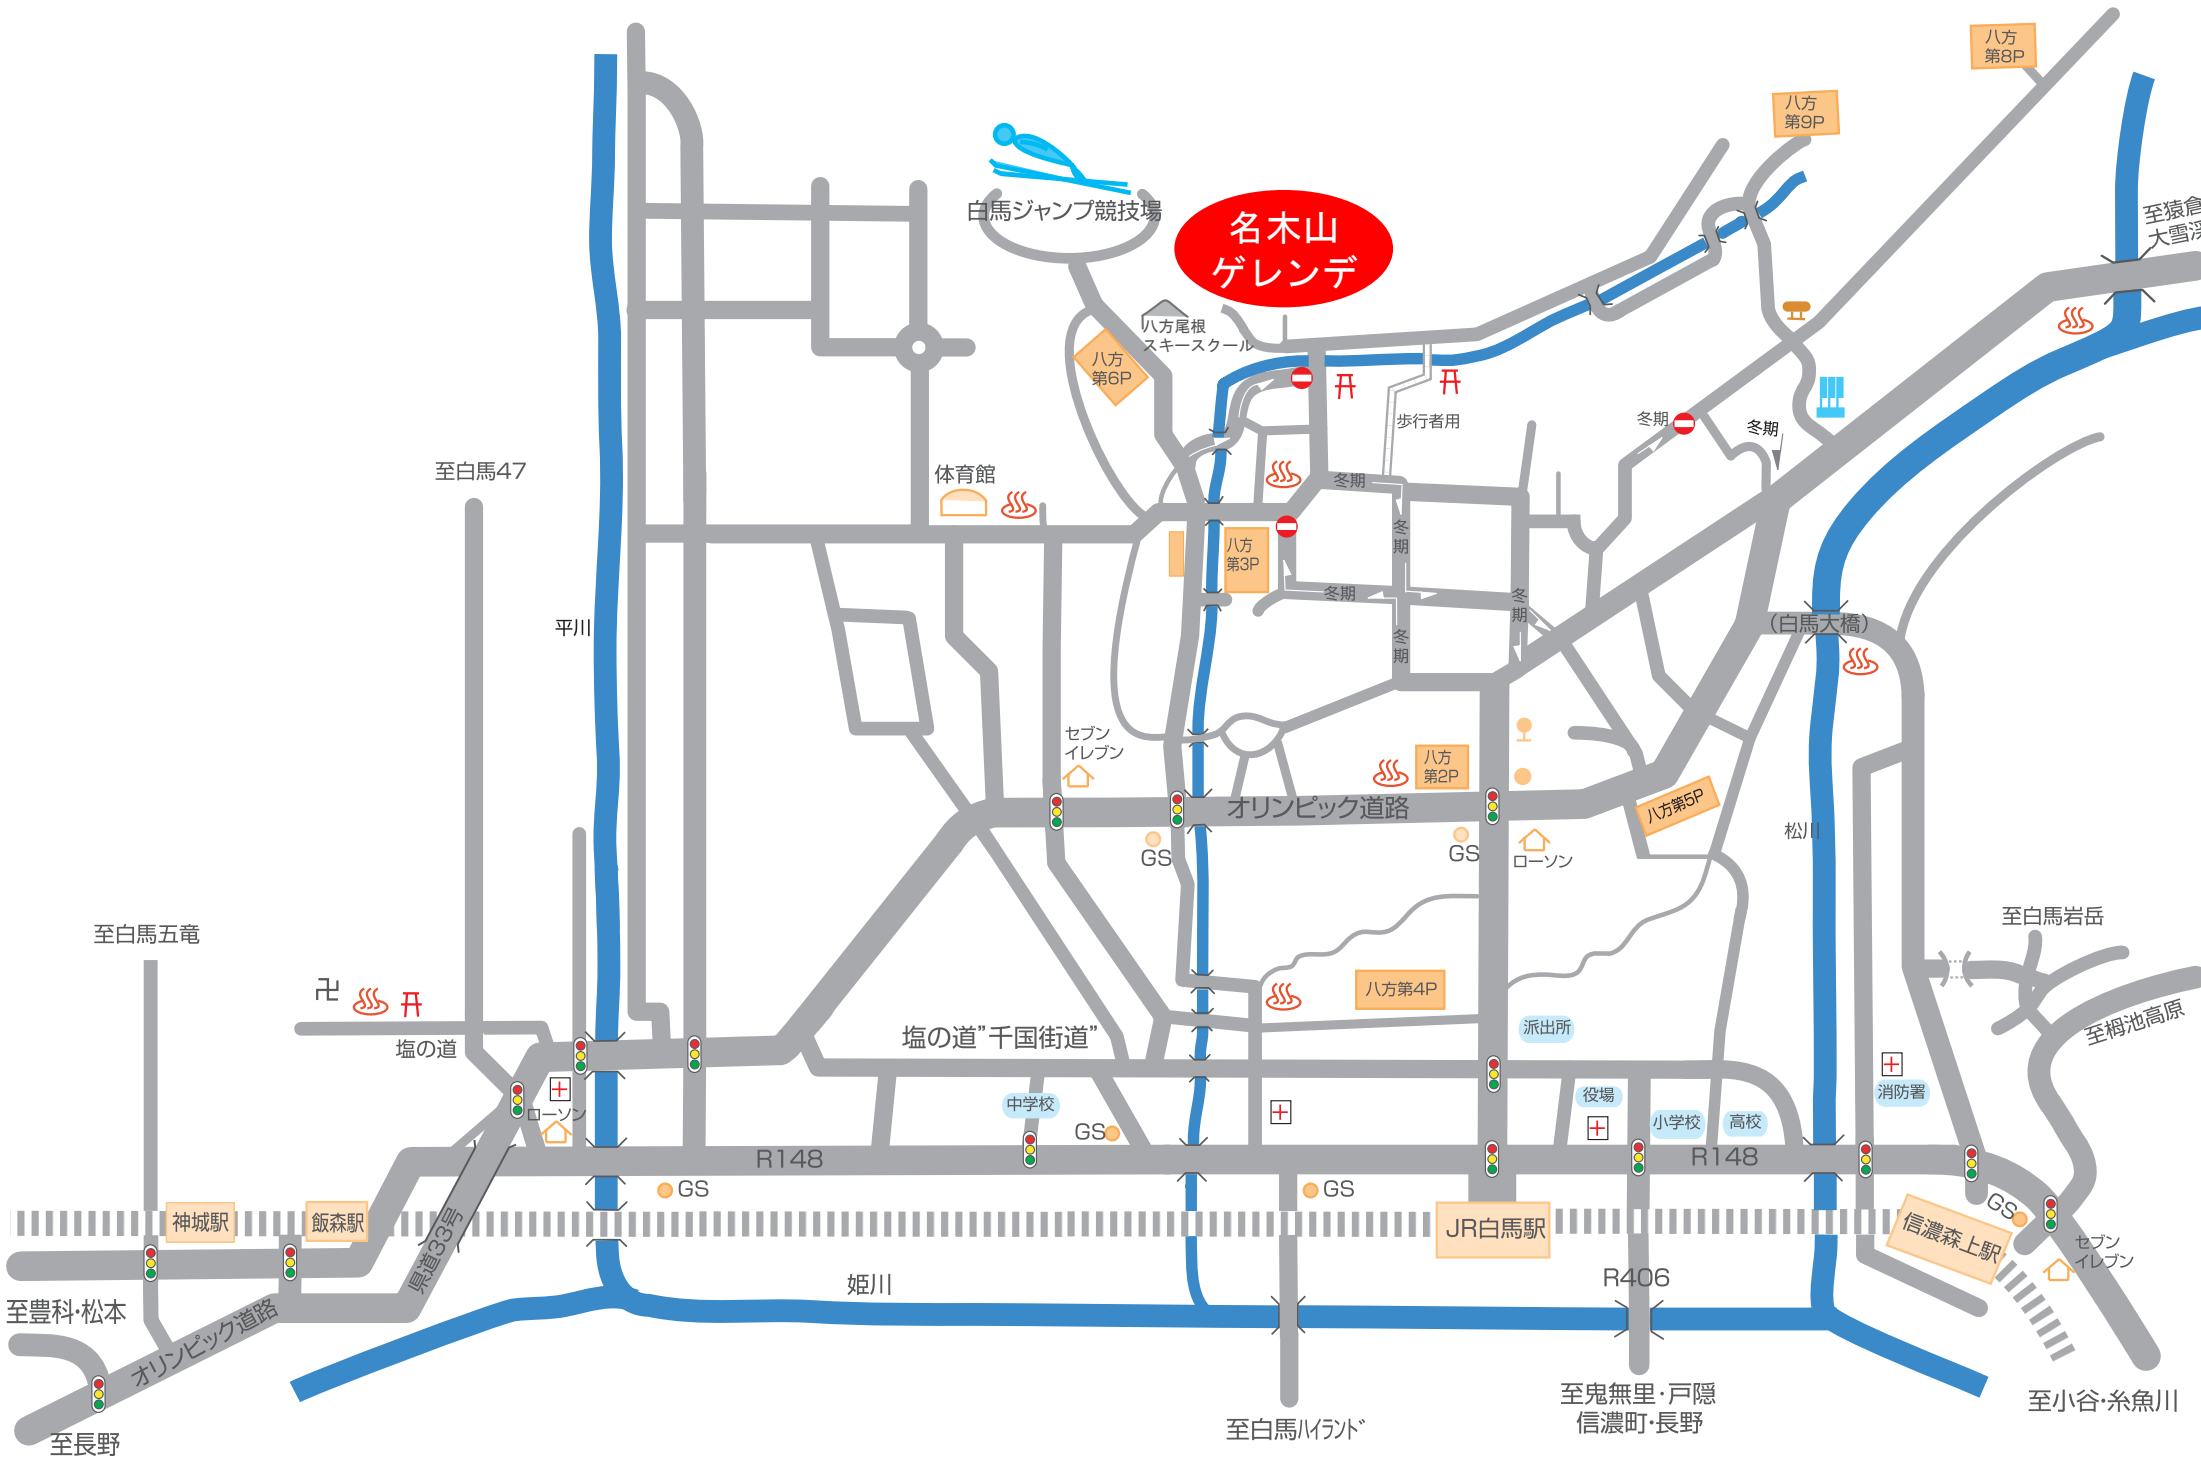 八方
第8P
八方
第9P
至猿倉
大雪渓
白馬ジャンプ競技場
名木山
ゲレンデ
八方尾根
スキースクール
八方
第6P
歩行者用
冬期
冬期
至白馬47
体育館
冬期
冬期
八方
第3P
冬期
冬期
冬期
平川
(白馬大橋)
セブン
イレブン
八方
第2P
オリンピック道路
八方第5P
松川
GS
GS
ローソン
至白馬五竜
至白馬岩岳
卍
八方第4P
至栂池高原
塩の道
塩の道”千国街道”
派出所
ローソン
中学校
役場
消防署
小学校
高校
GS
R148
R148
GS
GS
GS
神城駅
飯森駅
県道33号
JR白馬駅
信濃森上駅
セブン
イレブン
姫川
R406
至豊科・松本
オリンピック道路
至長野
至白馬ハイランド
至鬼無里・戸隠
信濃町・長野
至小谷・糸魚川